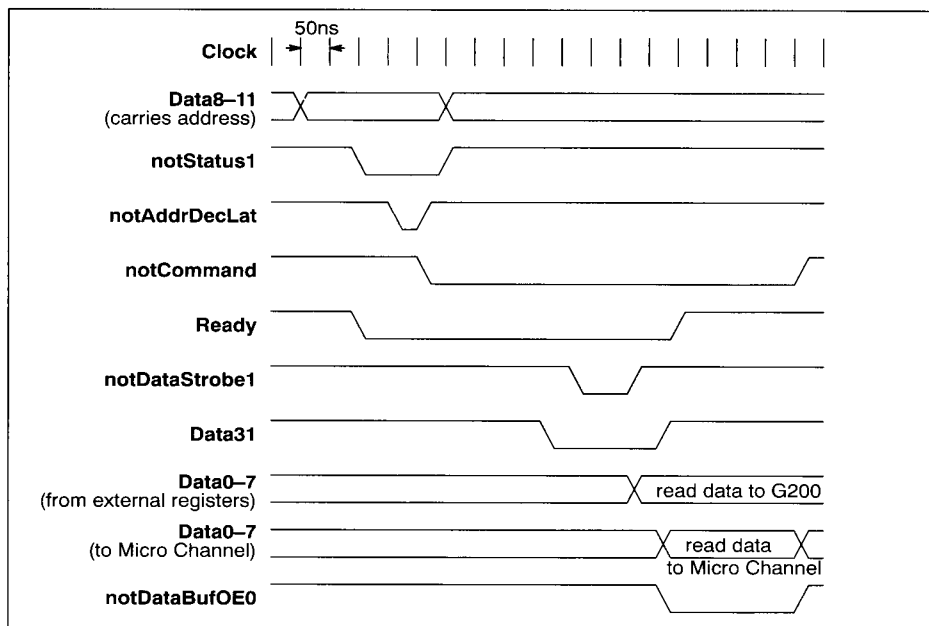 50ns
Clock
Data8–11
(carries address)
notStatus1
notAddrDecLat
notCommand
Ready
notDataStrobe1
Data31
Data0–7
(from external registers)
read data to G200
Data0–7
(to Micro Channel)
read data
to Micro Channel
notDataBufOE0